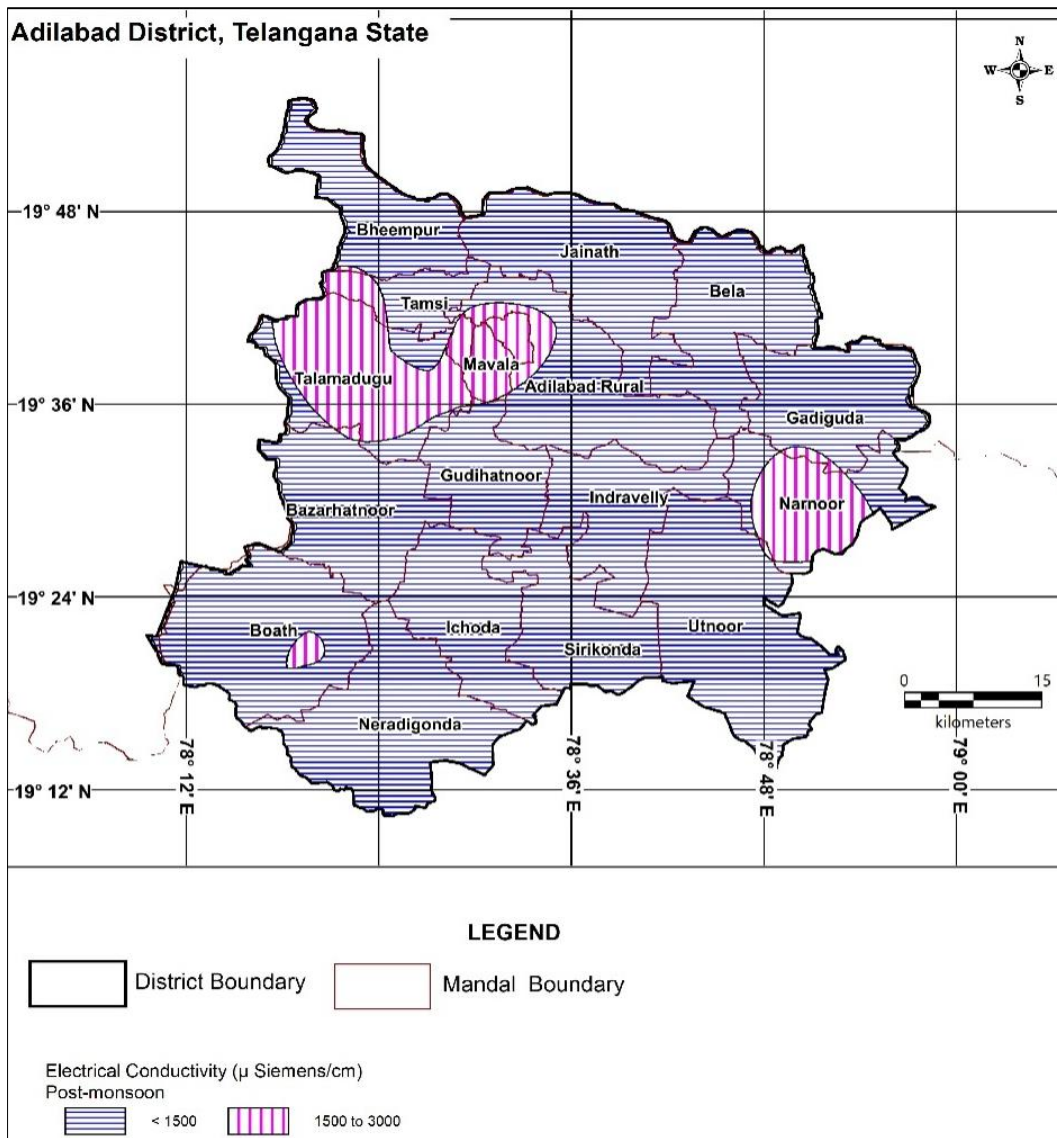 Adilabad District, Telangana State
N
W E
S
19° 48' N
Bheempur
Jainath
Bela
Tamsi
Mavala
Talamadugu
Adilabad Rural
19° 36' N
Gadiguda
Gudihatnoor
Indravelly
Narnoor
Bazarhatnoor
19° 24' N
Boath
Ichoda
Utnoor
Sirikonda
0 15
kilometers
Neradigonda
19° 12' N
78° 12' E
78° 36' E
78° 48' E
79° 00' E
LEGEND
District Boundary
Mandal Boundary
Electrical Conductivity (µ Siemens/cm)
Post-monsoon
< 1500
1500 to 3000